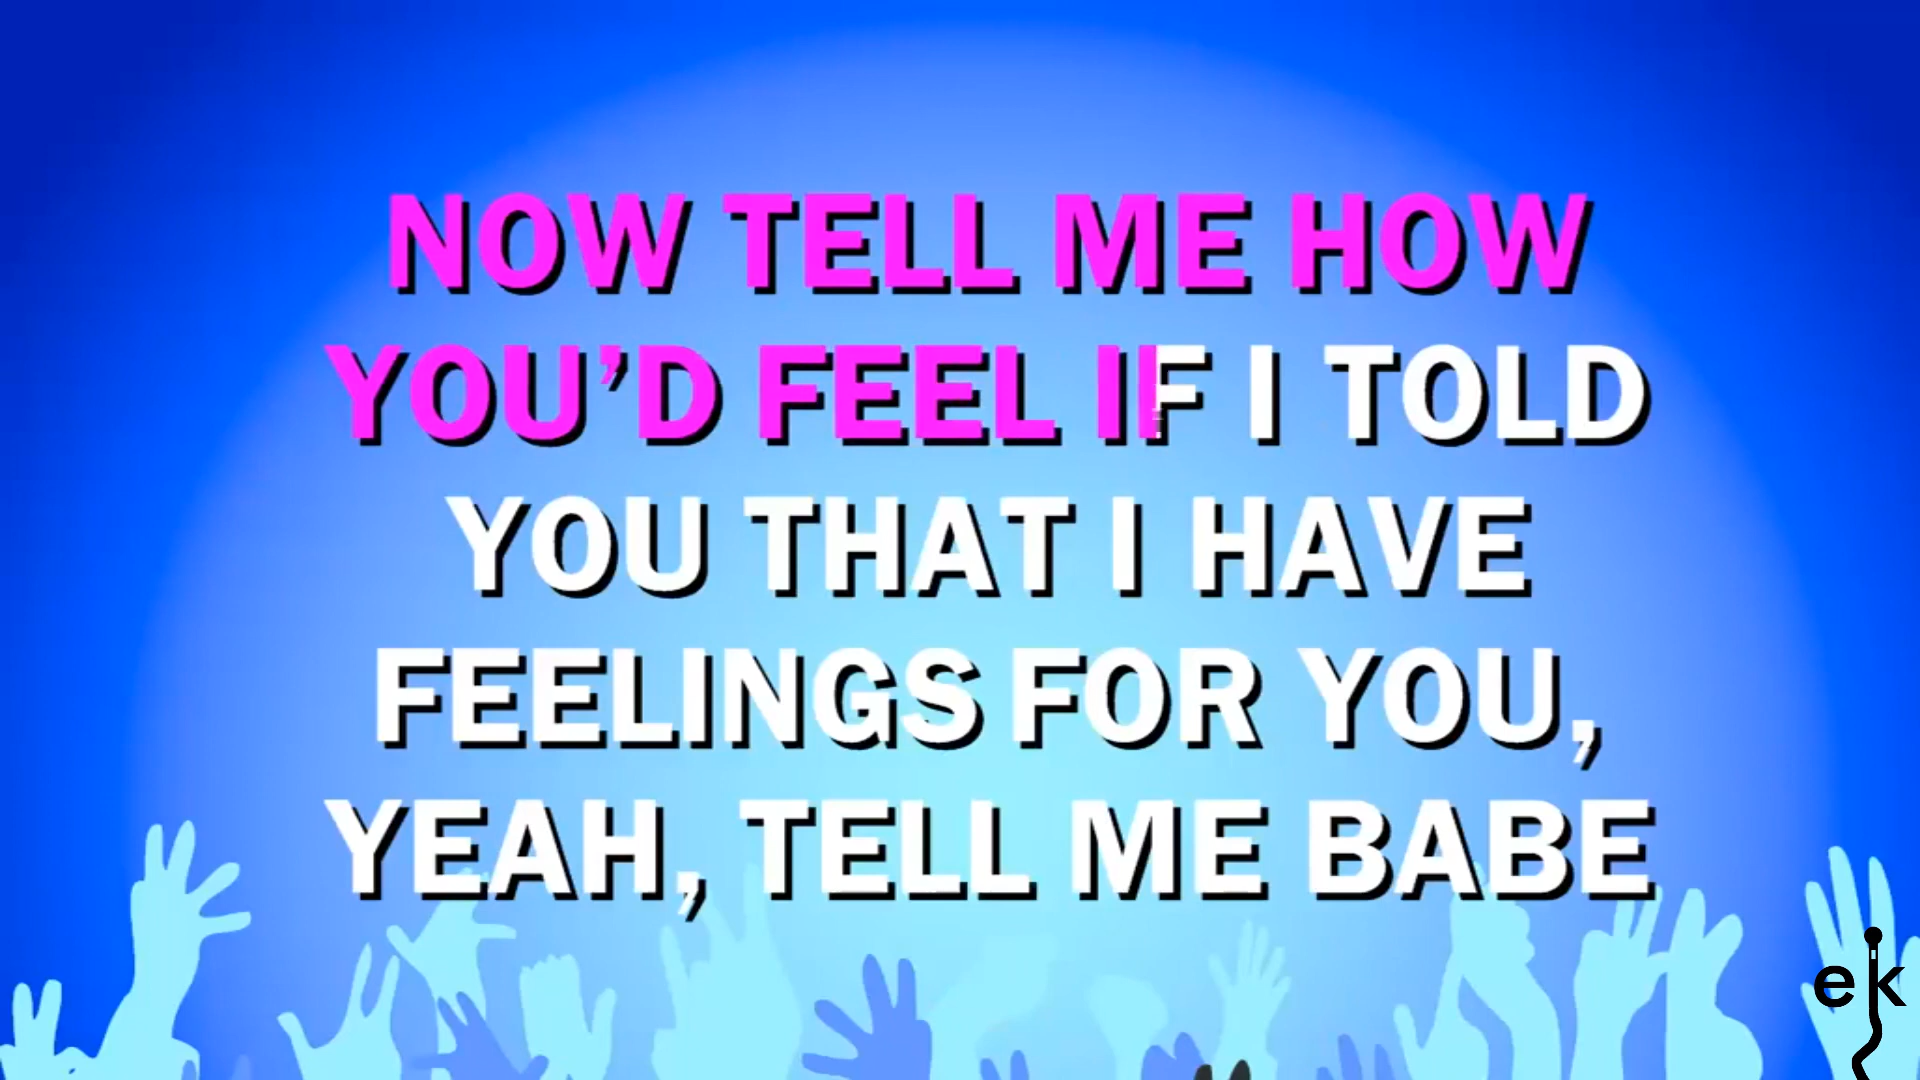 NOW TELL ME HOW
YOU’D FEEL IF I TOLD
YOU THAT I HAVE
FEELINGS FOR YOU,
YEAH, TELL ME BABE
ek